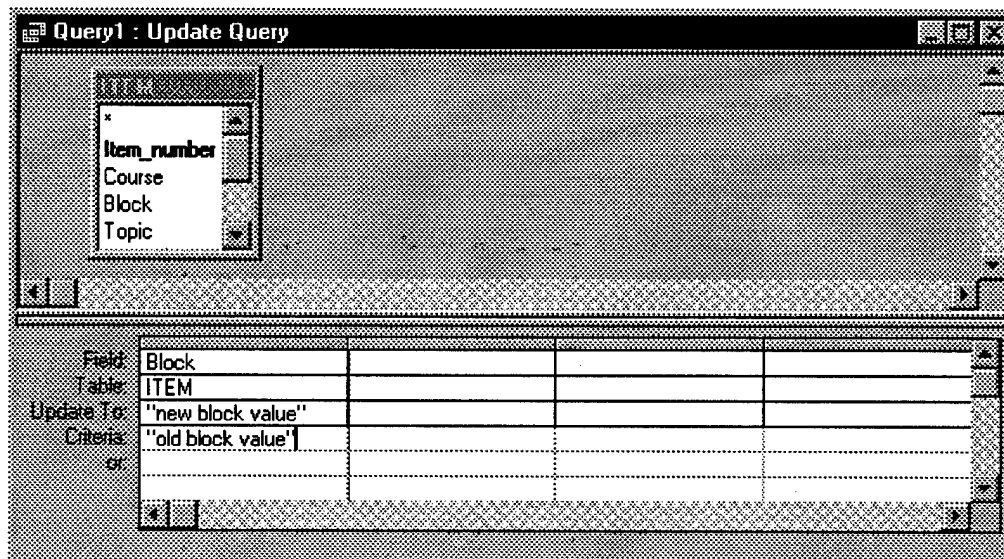 Query1 : Update Query
ITEM
*
Item_number
Course
Block
Topic
Field: Block
Table: ITEM
Update To: "new block value"
Criteria: "old block value"
or: